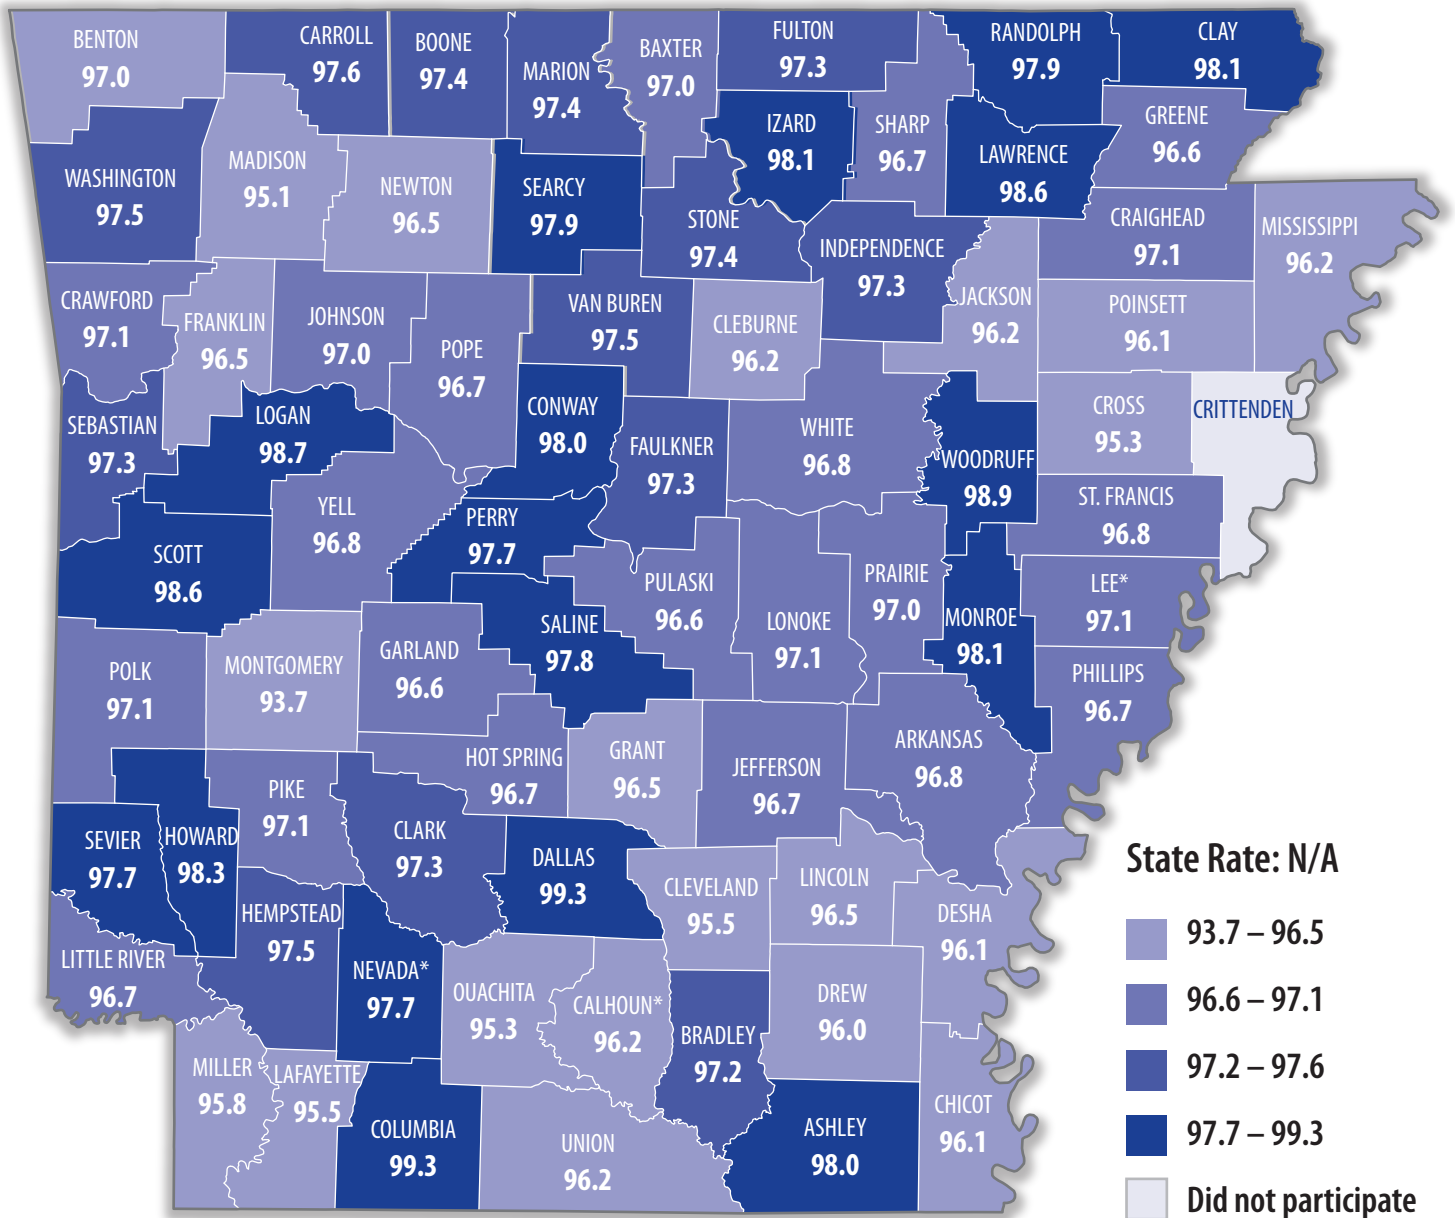 BENTON
97.0
CARROLL
97.6
BOONE
97.4
MARION
97.4
BAXTER
97.0
FULTON
97.3
RANDOLPH
97.9
CLAY
98.1
IZARD
98.1
SHARP
96.7
LAWRENCE
98.6
GREENE
96.6
WASHINGTON
97.5
MADISON
95.1
NEWTON
96.5
SEARCY
97.9
STONE
97.4
INDEPENDENCE
97.3
CRAIGHEAD
97.1
MISSISSIPPI
96.2
CRAWFORD
97.1
FRANKLIN
96.5
JOHNSON
97.0
POPE
96.7
VAN BUREN
97.5
CLEBURNE
96.2
JACKSON
96.2
POINSETT
96.1
SEBASTIAN
97.3
LOGAN
98.7
CONWAY
98.0
FAULKNER
97.3
WHITE
96.8
WOODRUFF
98.9
CROSS
95.3
CRITTENDEN
ST. FRANCIS
96.8
SCOTT
98.6
YELL
96.8
PERRY
97.7
PULASKI
96.6
LONOKE
97.1
PRAIRIE
97.0
MONROE
98.1
LEE*
97.1
PHILLIPS
96.7
POLK
97.1
MONTGOMERY
93.7
GARLAND
96.6
SALINE
97.8
HOT SPRING
96.7
GRANT
96.5
JEFFERSON
96.7
ARKANSAS
96.8
SEVIER
97.7
HOWARD
98.3
PIKE
97.1
CLARK
97.3
DALLAS
99.3
CLEVELAND
95.5
LINCOLN
96.5
DESHA
96.1
LITTLE RIVER
96.7
HEMPSTEAD
97.5
NEVADA*
97.7
OUACHITA
95.3
CALHOUN*
96.2
BRADLEY
97.2
DREW
96.0
MILLER
95.8
LAFAYETTE
95.5
COLUMBIA
99.3
UNION
96.2
ASHLEY
98.0
CHICOT
96.1
State Rate: N/A
93.7 – 96.5
96.6 – 97.1
97.2 – 97.6
97.7 – 99.3
Did not participate